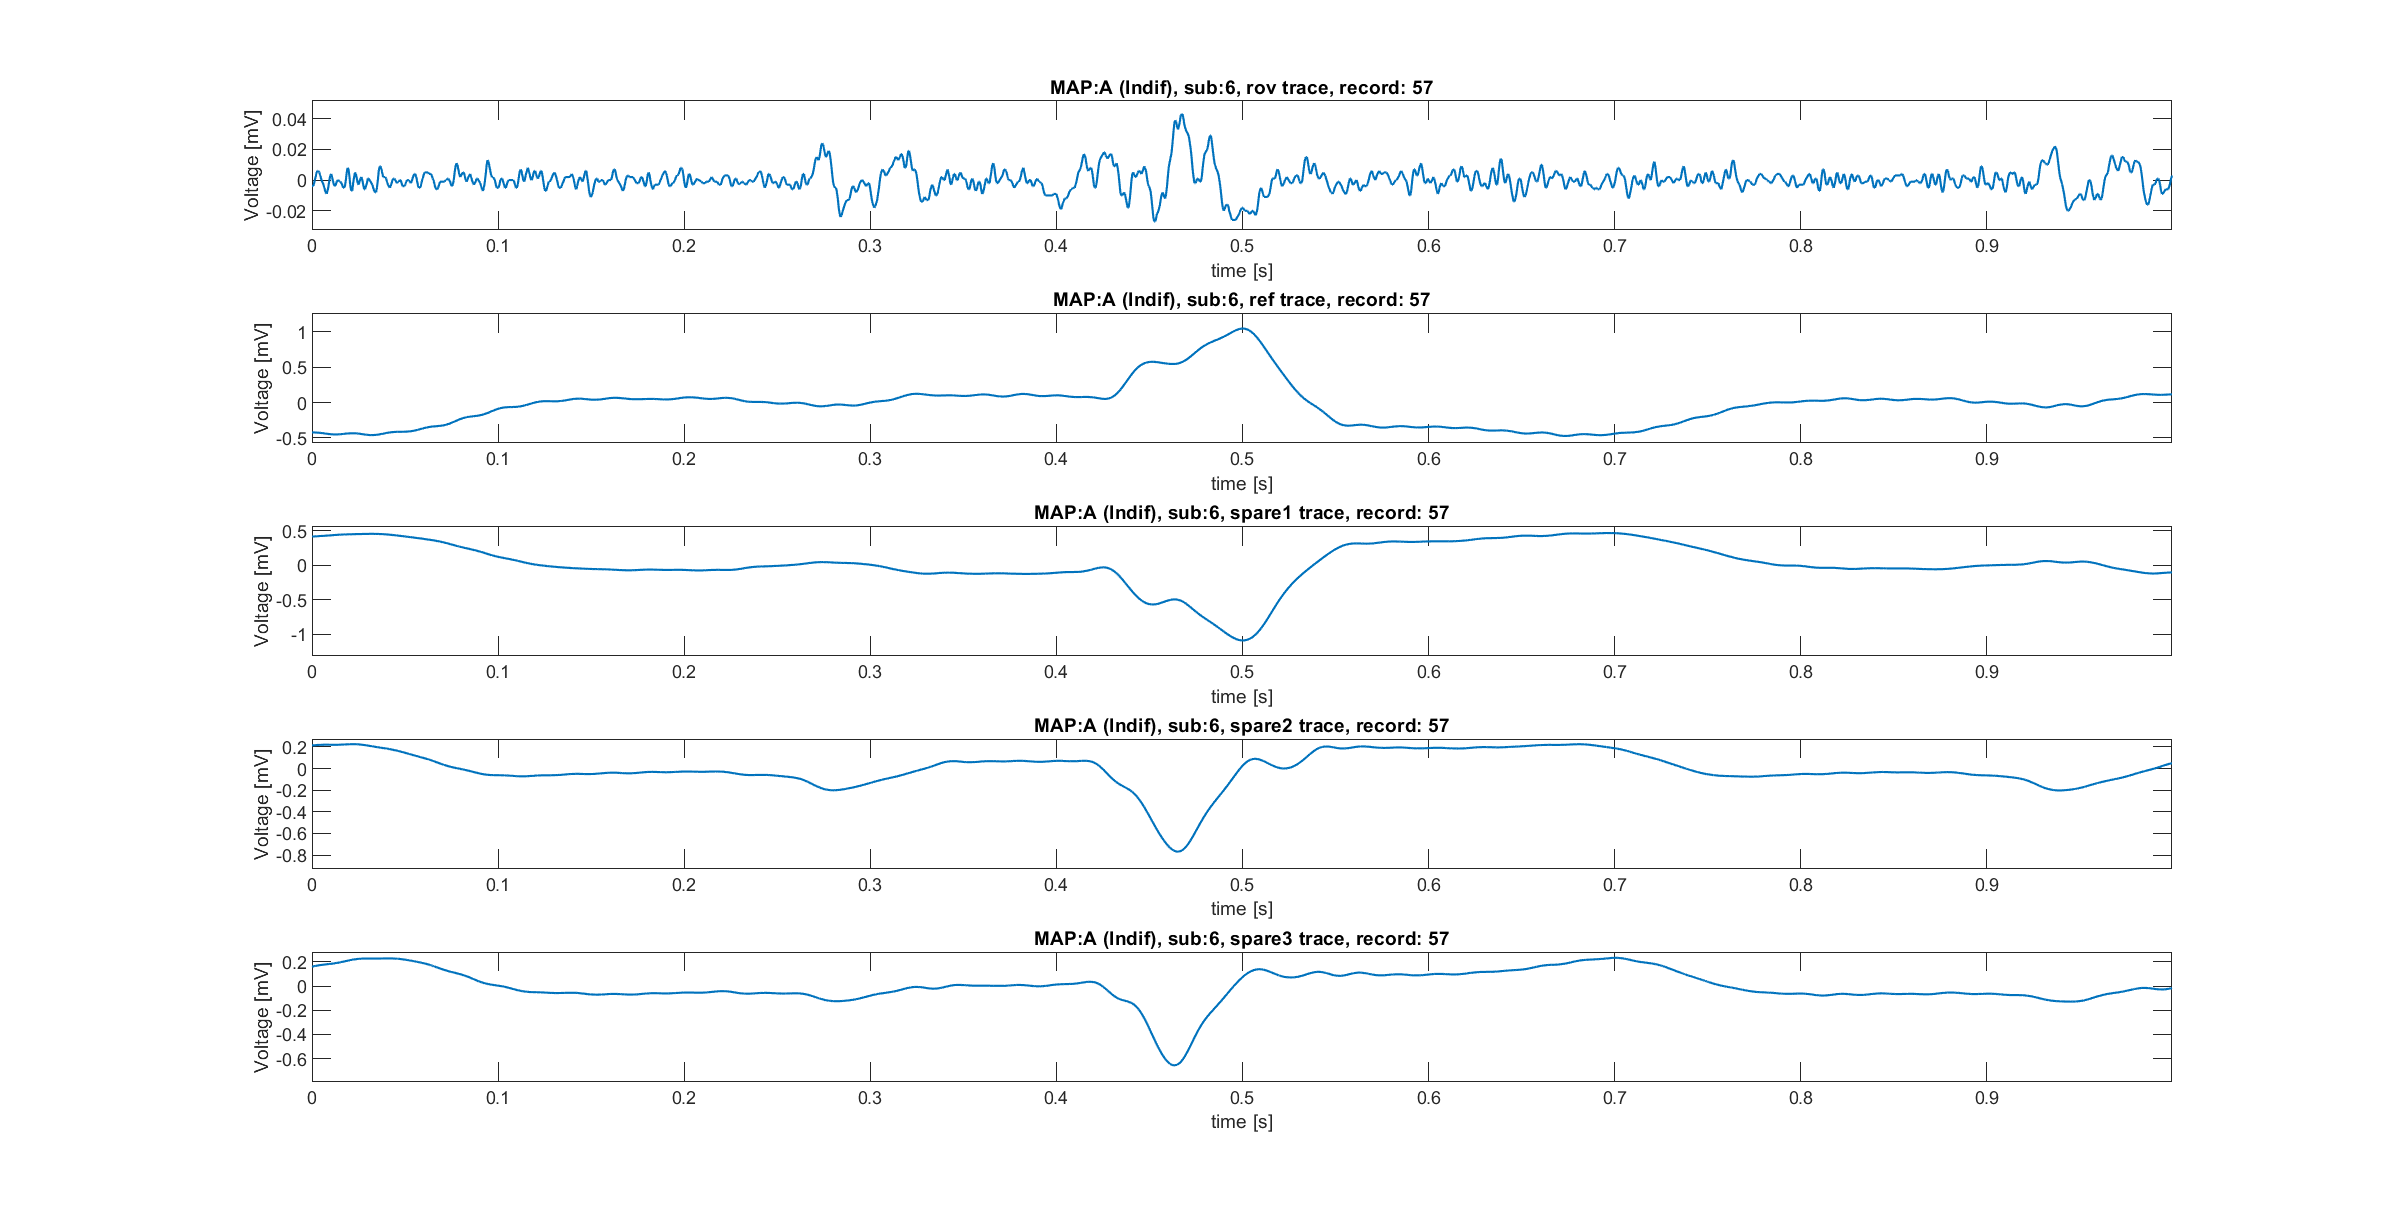 MAP:A (Indif), sub:6, rov trace, record: 57
Voltage [mV]
0.04
0.02
0
-0.02
0 0.1 0.2 0.3 0.4 0.5 0.6 0.7 0.8 0.9
time [s]
MAP:A (Indif), sub:6, ref trace, record: 57
Voltage [mV]
1
0.5
0
-0.5
0 0.1 0.2 0.3 0.4 0.5 0.6 0.7 0.8 0.9
time [s]
MAP:A (Indif), sub:6, spare1 trace, record: 57
Voltage [mV]
0.5
0
-0.5
-1
0 0.1 0.2 0.3 0.4 0.5 0.6 0.7 0.8 0.9
time [s]
MAP:A (Indif), sub:6, spare2 trace, record: 57
Voltage [mV]
0.2
0
-0.2
-0.4
-0.6
-0.8
0 0.1 0.2 0.3 0.4 0.5 0.6 0.7 0.8 0.9
time [s]
MAP:A (Indif), sub:6, spare3 trace, record: 57
Voltage [mV]
0.2
0
-0.2
-0.4
-0.6
0 0.1 0.2 0.3 0.4 0.5 0.6 0.7 0.8 0.9
time [s]